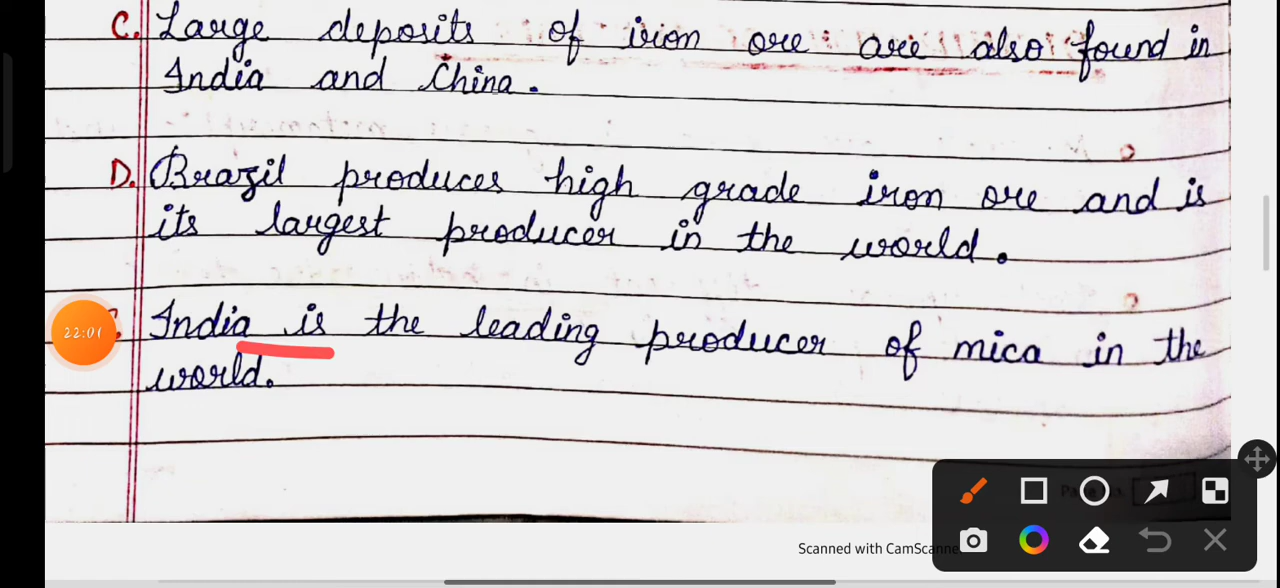 C. Large deposits of iron ore are also found in
India and China.
D. Brazil produces high grade iron ore and is
its largest producer in the world.
India is the leading producer of mica in the
world.
22:01
Scanned with CamScanne